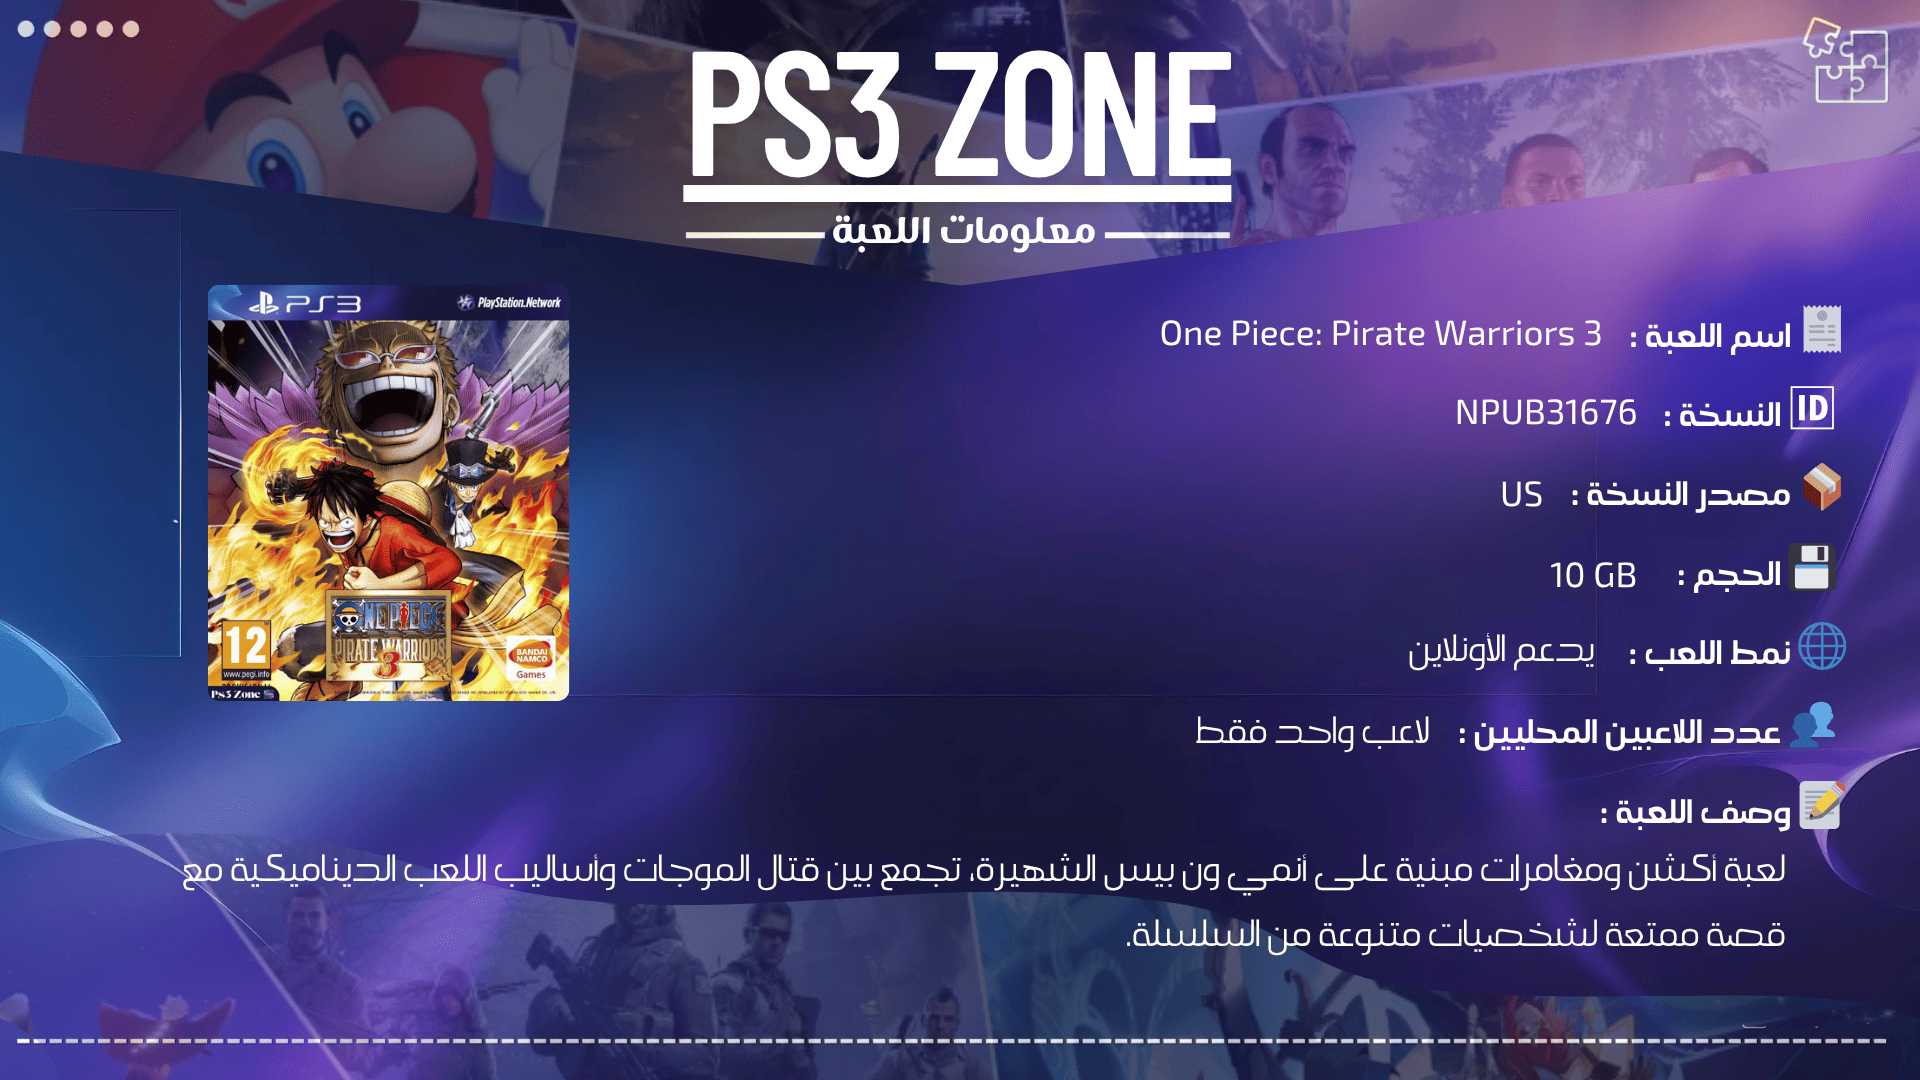 PS3 ZONE
معلومات اللعبة
PS3
PlayStation.Network
ONE PIECE
PIRATE WARRIORS
3
12
www.pegi.info
BANDAI
NAMCO
Games
Ps3 Zone
اسم اللعبة : One Piece: Pirate Warriors 3
ID النسخة : NPUB31676
مصدر النسخة : US
الحجم : 10 GB
نمط اللعب : يدعم الأونلاين
عدد اللاعبين المحليين : لاعب واحد فقط
وصف اللعبة :
لعبة أكشن ومغامرات مبنية على أنمي ون بيس الشهيرة، تجمع بين قتال الموجات وأساليب اللعب الديناميكية مع
قصة ممتعة لشخصيات متنوعة من السلسلة.